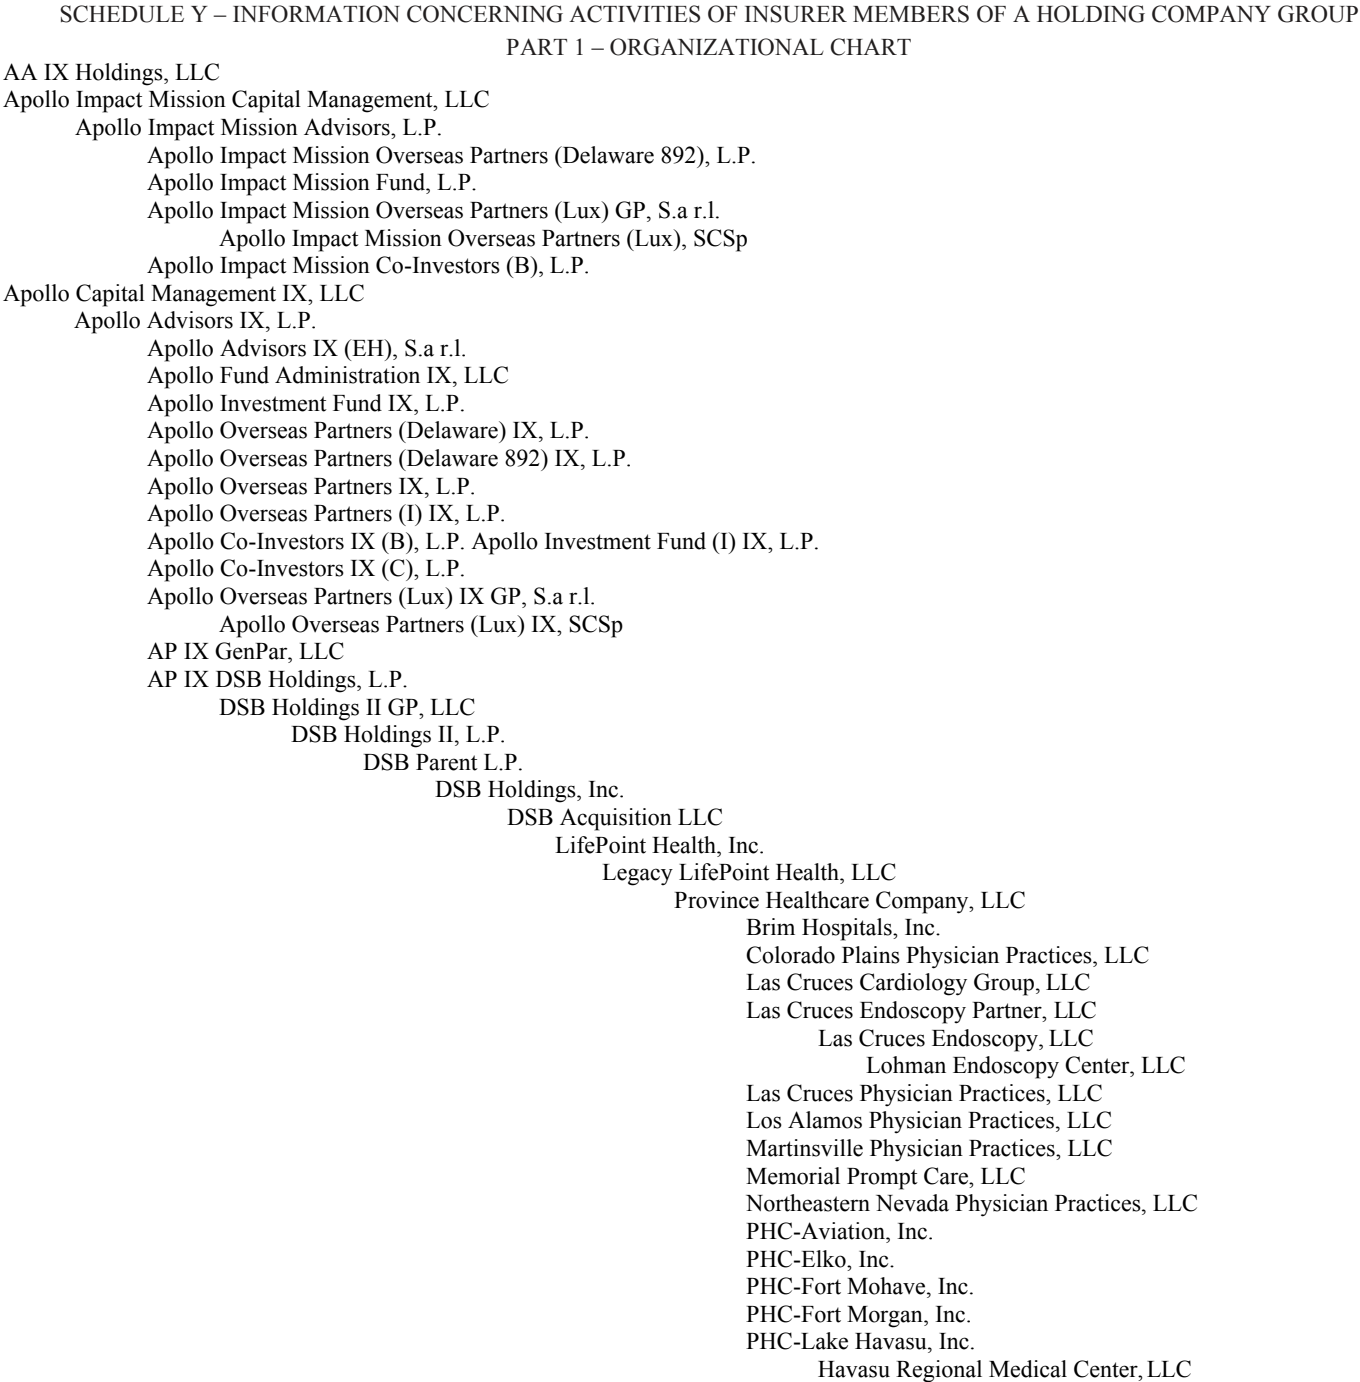 SCHEDULE Y – INFORMATION CONCERNING ACTIVITIES OF INSURER MEMBERS OF A HOLDING COMPANY GROUP
PART 1 – ORGANIZATIONAL CHART
AA IX Holdings, LLC
Apollo Impact Mission Capital Management, LLC
Apollo Impact Mission Advisors, L.P.
Apollo Impact Mission Overseas Partners (Delaware 892), L.P.
Apollo Impact Mission Fund, L.P.
Apollo Impact Mission Overseas Partners (Lux) GP, S.a r.l.
Apollo Impact Mission Overseas Partners (Lux), SCSp
Apollo Impact Mission Co-Investors (B), L.P.
Apollo Capital Management IX, LLC
Apollo Advisors IX, L.P.
Apollo Advisors IX (EH), S.a r.l.
Apollo Fund Administration IX, LLC
Apollo Investment Fund IX, L.P.
Apollo Overseas Partners (Delaware) IX, L.P.
Apollo Overseas Partners (Delaware 892) IX, L.P.
Apollo Overseas Partners IX, L.P.
Apollo Overseas Partners (I) IX, L.P.
Apollo Co-Investors IX (B), L.P. Apollo Investment Fund (I) IX, L.P.
Apollo Co-Investors IX (C), L.P.
Apollo Overseas Partners (Lux) IX GP, S.a r.l.
Apollo Overseas Partners (Lux) IX, SCSp
AP IX GenPar, LLC
AP IX DSB Holdings, L.P.
DSB Holdings II GP, LLC
DSB Holdings II, L.P.
DSB Parent L.P.
DSB Holdings, Inc.
DSB Acquisition LLC
LifePoint Health, Inc.
Legacy LifePoint Health, LLC
Province Healthcare Company, LLC
Brim Hospitals, Inc.
Colorado Plains Physician Practices, LLC
Las Cruces Cardiology Group, LLC
Las Cruces Endoscopy Partner, LLC
Las Cruces Endoscopy, LLC
Lohman Endoscopy Center, LLC
Las Cruces Physician Practices, LLC
Los Alamos Physician Practices, LLC
Martinsville Physician Practices, LLC
Memorial Prompt Care, LLC
Northeastern Nevada Physician Practices, LLC
PHC-Aviation, Inc.
PHC-Elko, Inc.
PHC-Fort Mohave, Inc.
PHC-Fort Morgan, Inc.
PHC-Lake Havasu, Inc.
Havasu Regional Medical Center, LLC